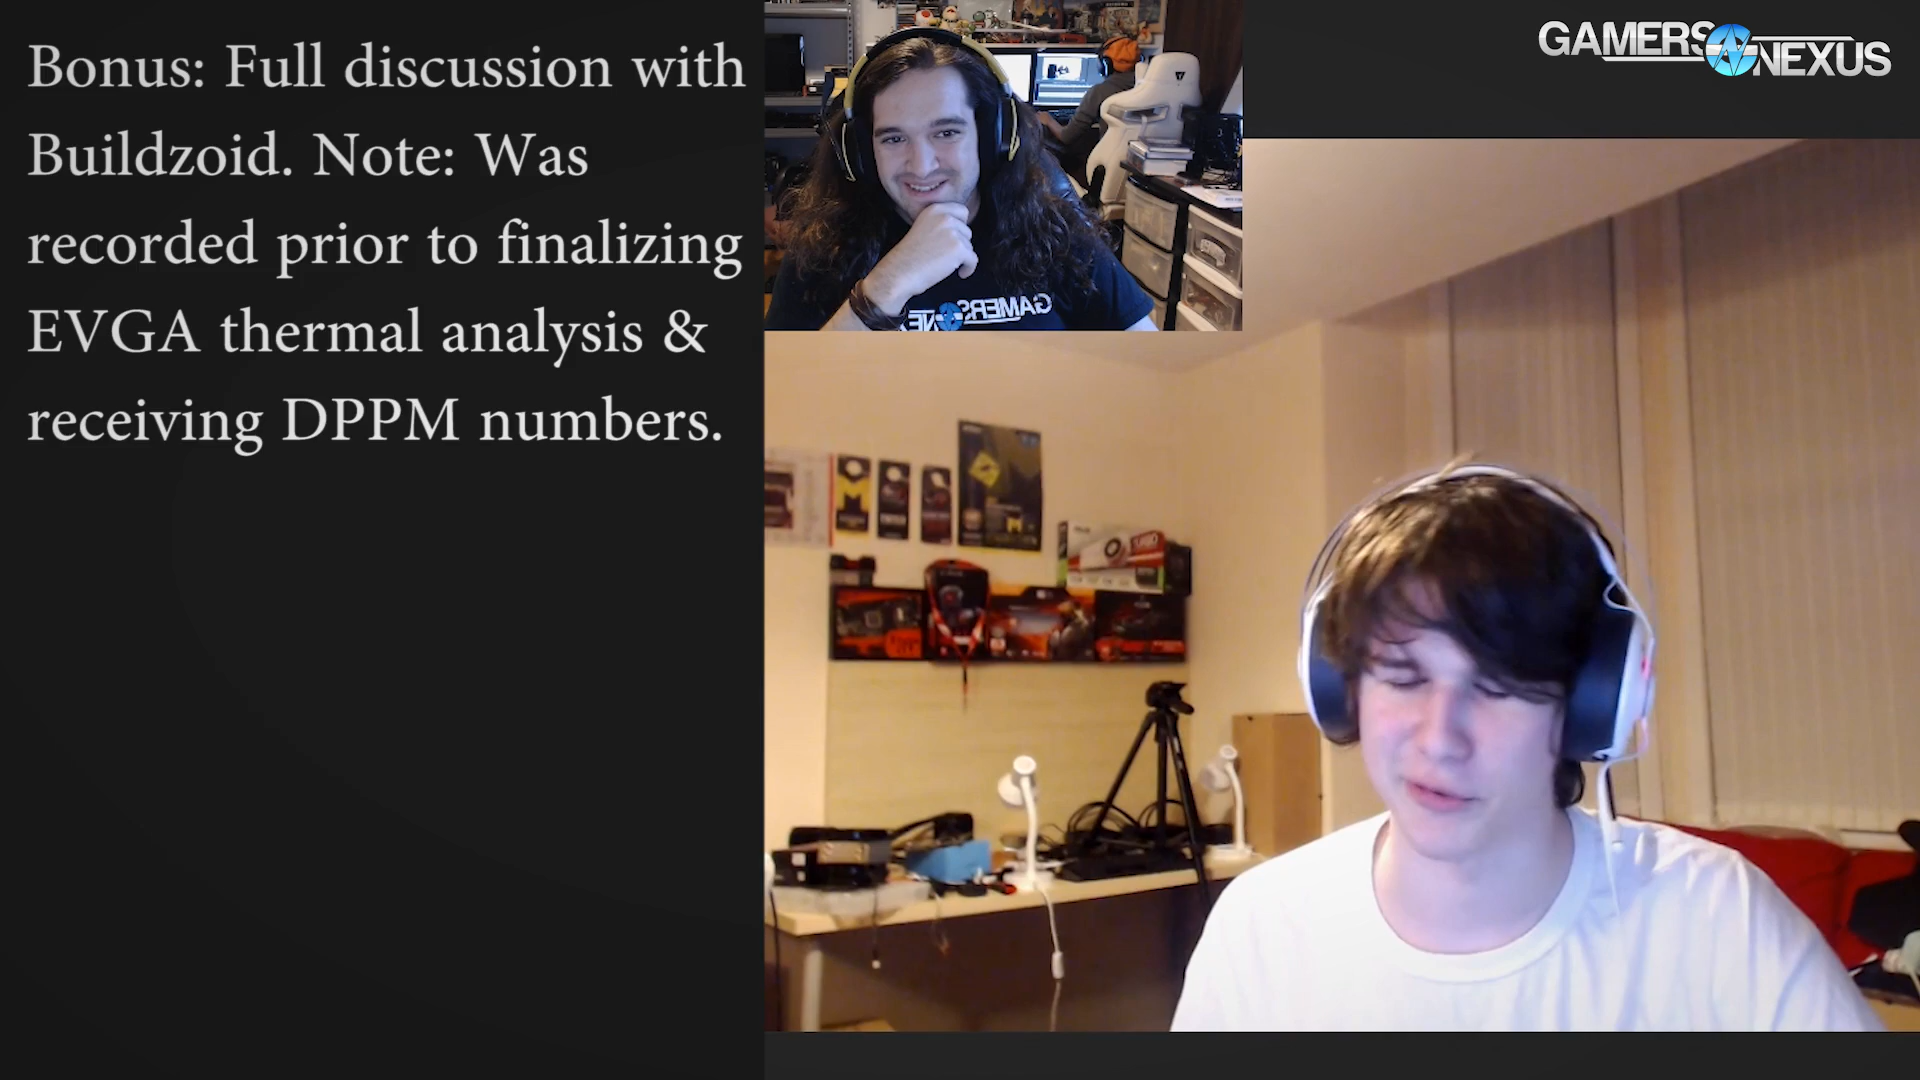 Bonus: Full discussion with
Buildzoid. Note: Was
recorded prior to finalizing
EVGA thermal analysis &
receiving DPPM numbers.
GAMERS NEXUS
GAMERS